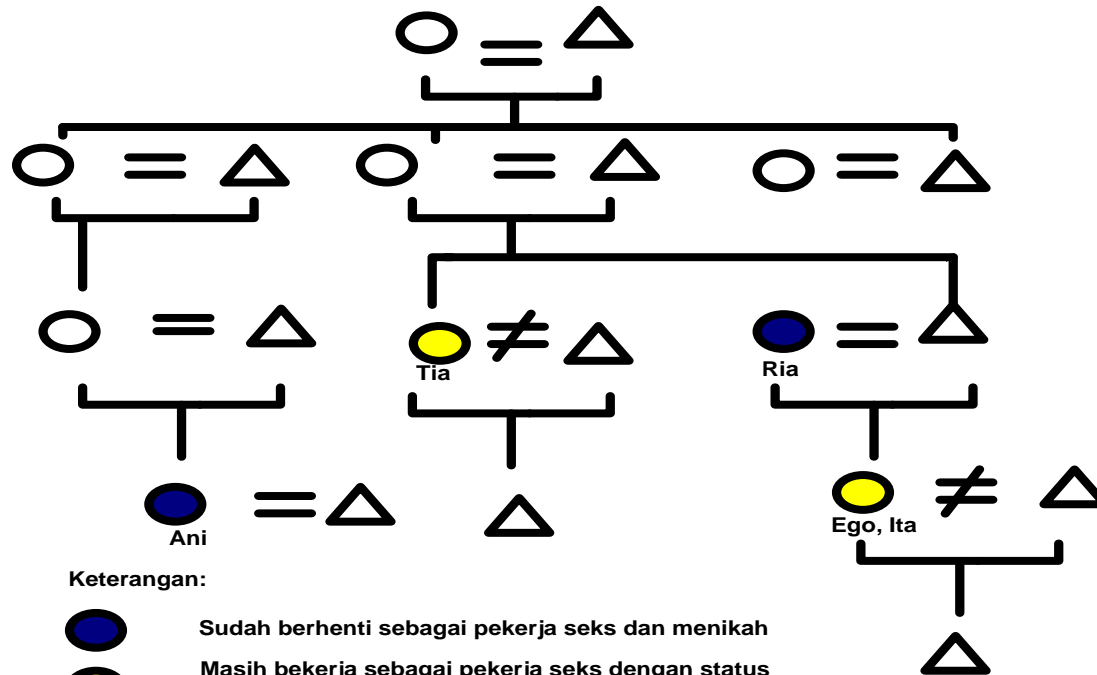 Tia
Ria
Ani
Ego, Ita
Keterangan:
Sudah berhenti sebagai pekerja seks dan menikah
Masih bekerja sebagai pekerja seks dengan status